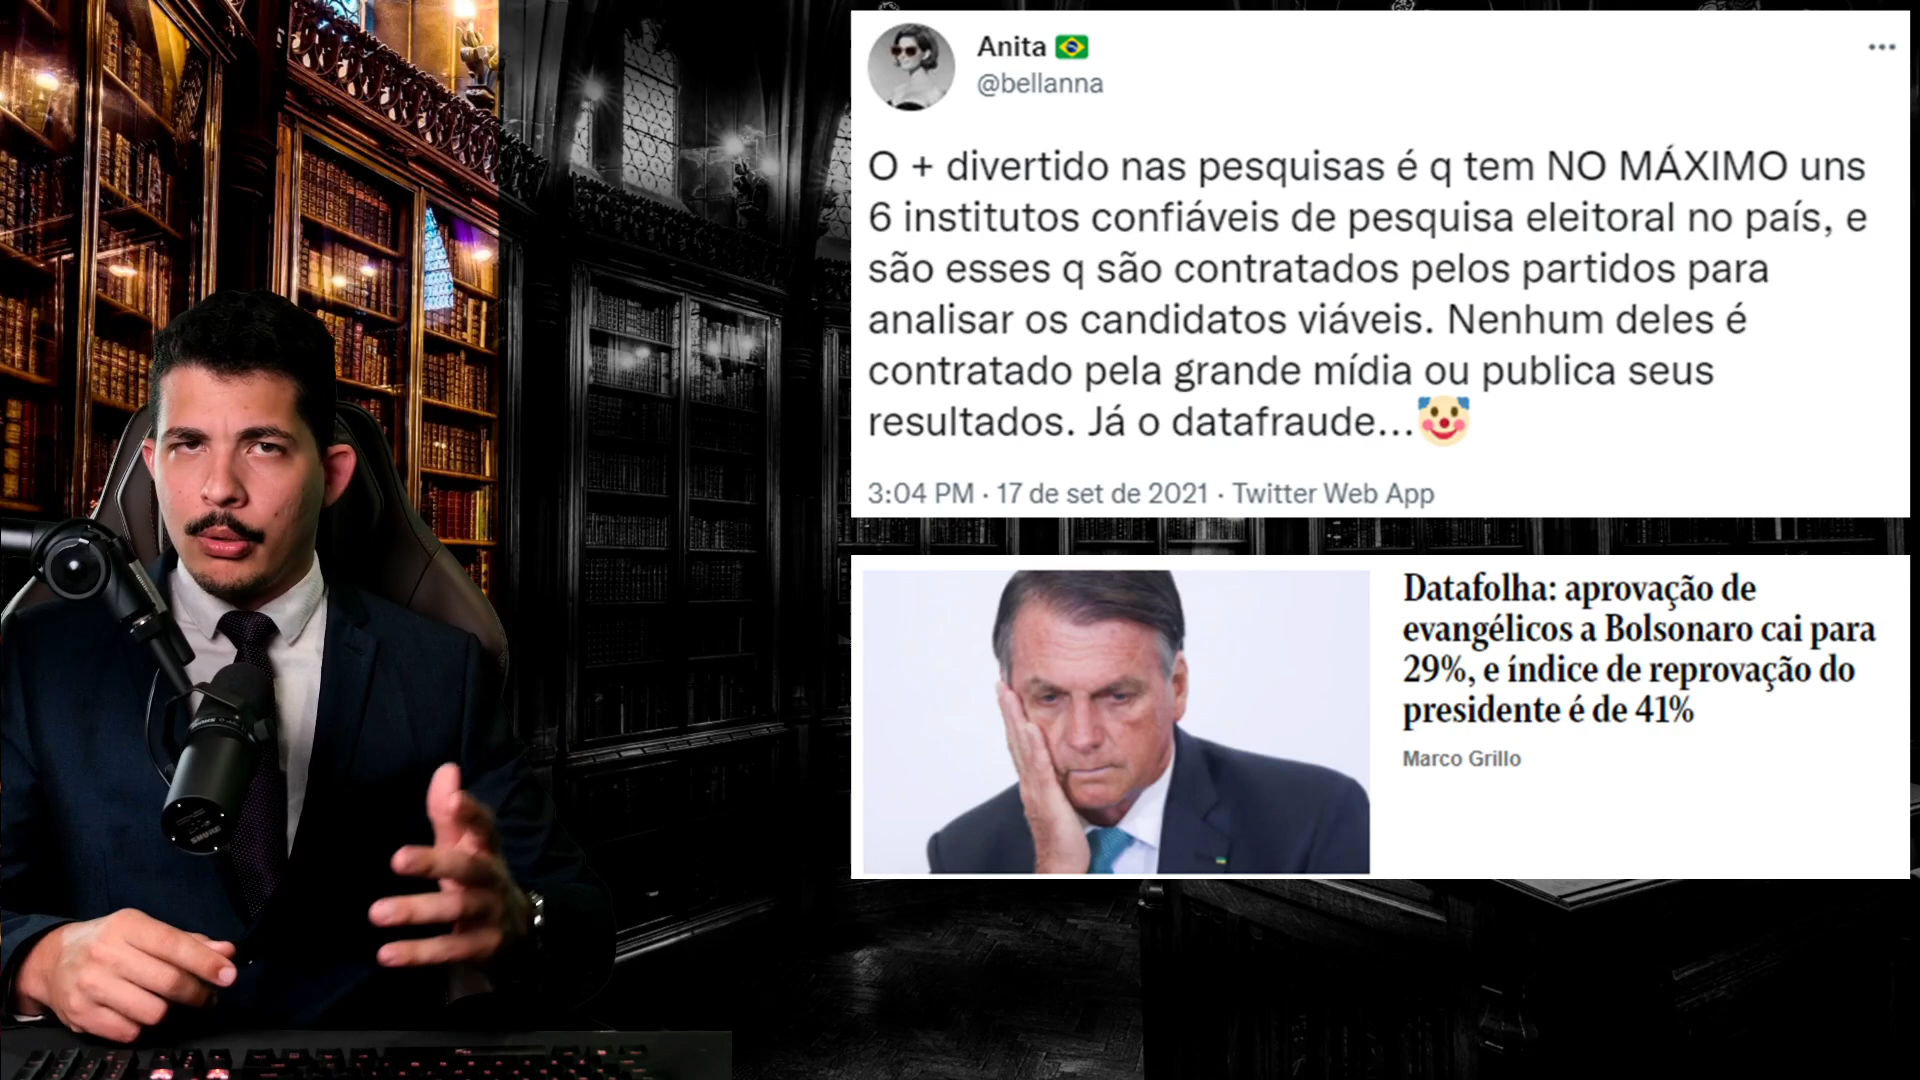 Anita
@bellanna
O + divertido nas pesquisas é q tem NO MÁXIMO uns
6 institutos confiáveis de pesquisa eleitoral no país, e
são esses q são contratados pelos partidos para
analisar os candidatos viáveis. Nenhum deles é
contratado pela grande mídia ou publica seus
resultados. Já o datafraude...🤡
3:04 PM · 17 de set de 2021 · Twitter Web App
Datafolha: aprovação de
evangélicos a Bolsonaro cai para
29%, e índice de reprovação do
presidente é de 41%
Marco Grillo
SHURE